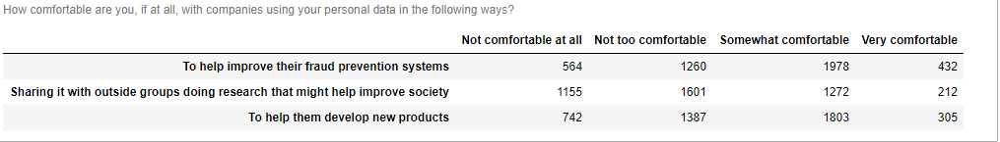 How comfortable are you, if at all, with companies using your personal data in the following ways?
Not comfortable at all Not too comfortable Somewhat comfortable Very comfortable
To help improve their fraud prevention systems 564 1260 1978 432
Sharing it with outside groups doing research that might help improve society 1155 1601 1272 212
To help them develop new products 742 1387 1803 305